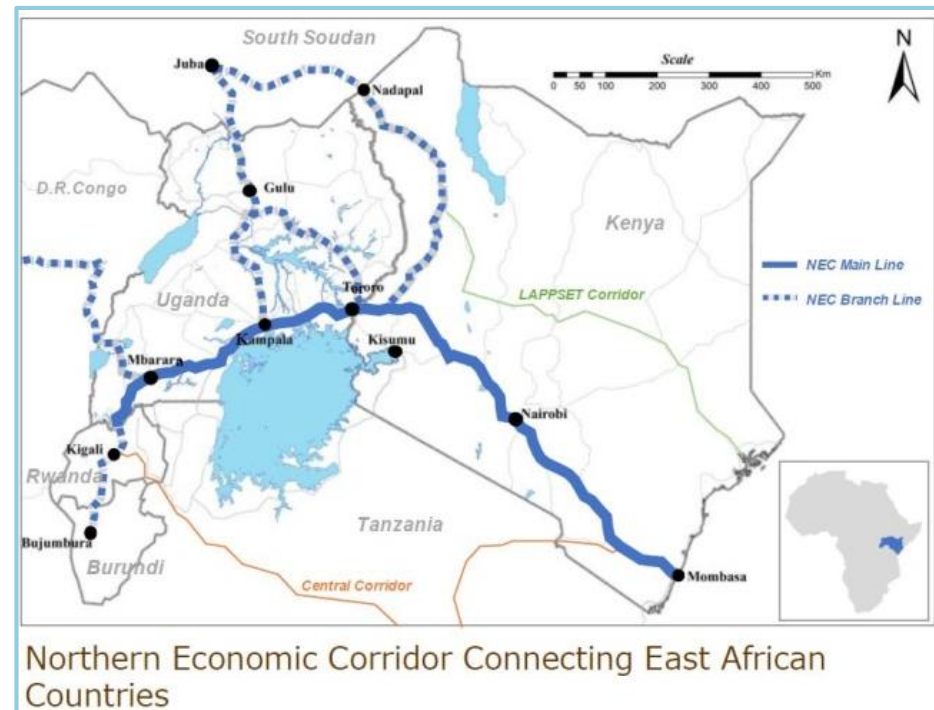 South Soudan
Juba
Nadapal
Scale
Km
0 50 100 200 300 400 500
N
D.R.Congo
Gulu
Kenya
NEC Main Line
NEC Branch Line
LAPPSET Corridor
Uganda
Tororo
Kampala
Kisumu
Mbarara
Nairobi
Kigali
Rwanda
Tanzania
Bujumbura
Burundi
Central Corridor
Mombasa
Northern Economic Corridor Connecting East African
Countries